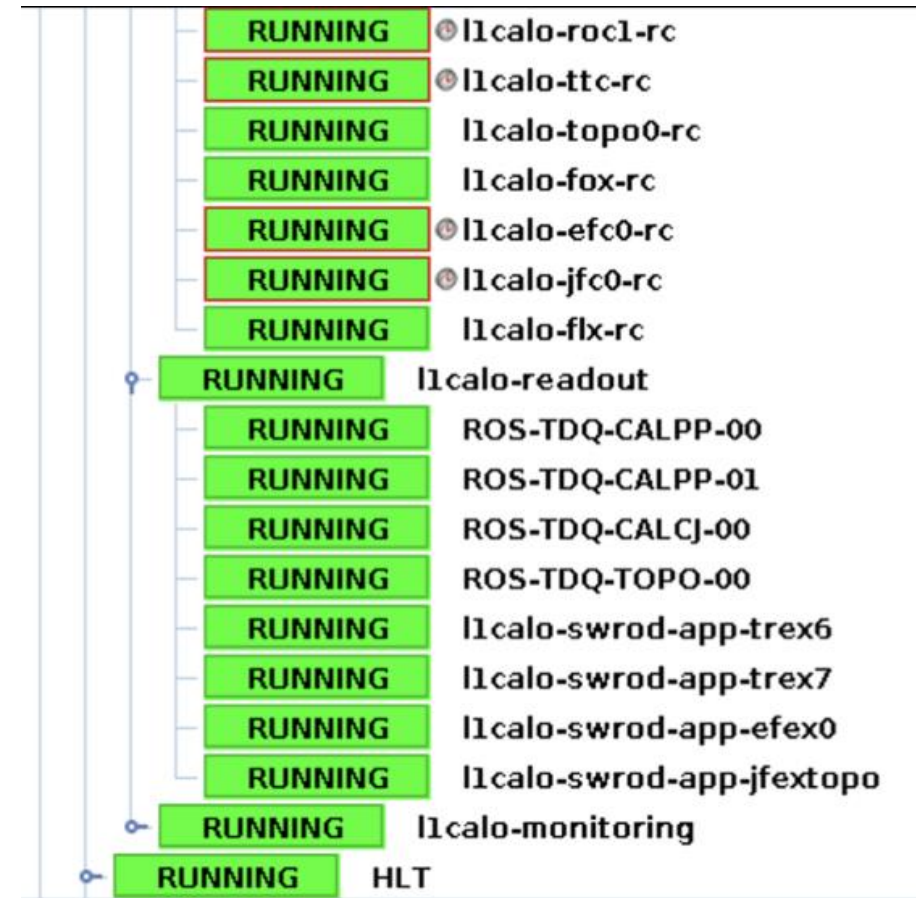 RUNNING l1calo-roc1-rc
RUNNING l1calo-ttc-rc
RUNNING l1calo-topo0-rc
RUNNING l1calo-fox-rc
RUNNING l1calo-efc0-rc
RUNNING l1calo-jfc0-rc
RUNNING l1calo-flx-rc
RUNNING l1calo-readout
RUNNING ROS-TDQ-CALPP-00
RUNNING ROS-TDQ-CALPP-01
RUNNING ROS-TDQ-CALCJ-00
RUNNING ROS-TDQ-TOPO-00
RUNNING l1calo-swrod-app-trex6
RUNNING l1calo-swrod-app-trex7
RUNNING l1calo-swrod-app-efex0
RUNNING l1calo-swrod-app-jfextopo
RUNNING l1calo-monitoring
RUNNING HLT